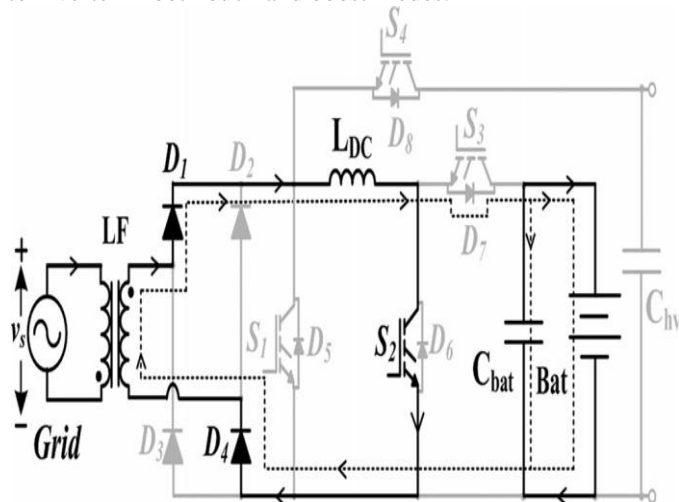 S4
D8
S3
LDC
D1
D2
D7
LF
+
vs
S1
D5
S2
D6
Cbat
Bat
Chv
-
Grid
D3
D4